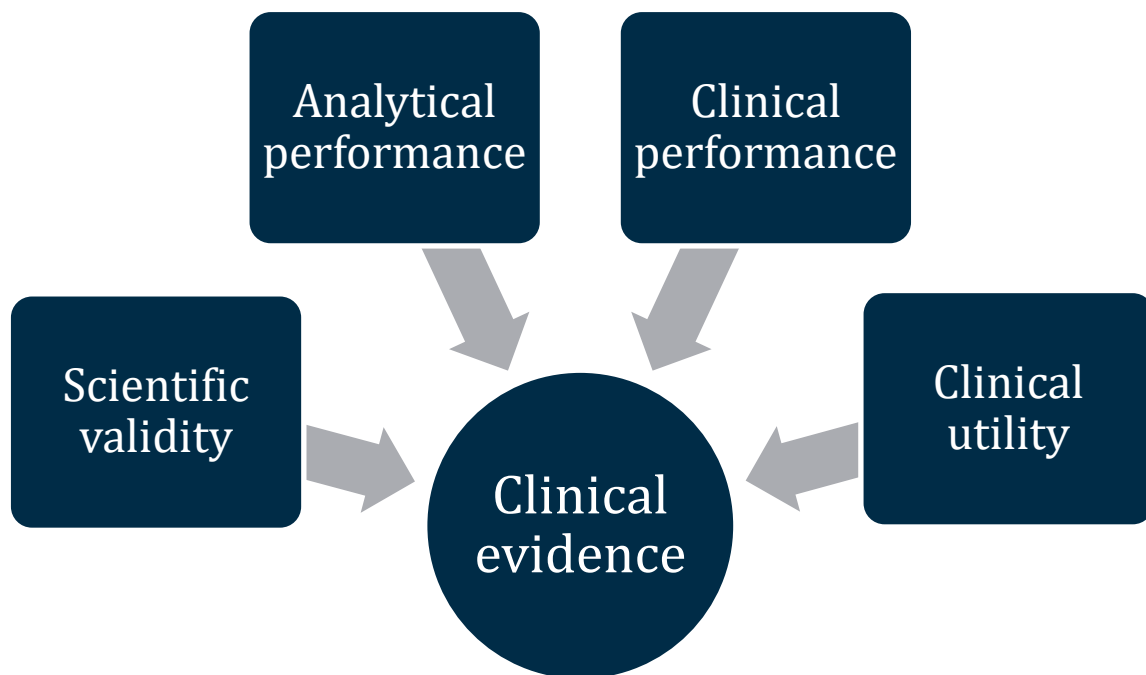 Analytical
performance
Clinical
performance
Scientific
validity
Clinical
utility
Clinical
evidence